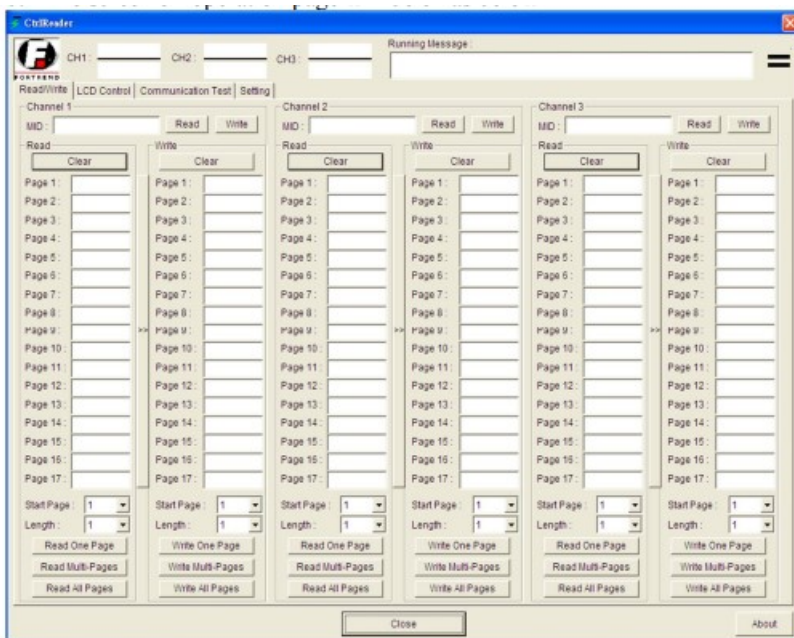 CtrlReader
Running Message :
CH1 : CH2 : CH3 :
FORTREND
Read/Write LCD Control Communication Test Setting
Channel 1 Channel 2 Channel 3
MID : Read Write MID : Read Write MID : Read Write
Read Write Read Write Read Write
Clear Clear Clear Clear Clear Clear
Page 1 : Page 1 : Page 1 : Page 1 : Page 1 : Page 1 :
Page 2 : Page 2 : Page 2 : Page 2 : Page 2 : Page 2 :
Page 3 : Page 3 : Page 3 : Page 3 : Page 3 : Page 3 :
Page 4 : Page 4 : Page 4 : Page 4 : Page 4 : Page 4 :
Page 5 : Page 5 : Page 5 : Page 5 : Page 5 : Page 5 :
Page 6 : Page 6 : Page 6 : Page 6 : Page 6 : Page 6 :
Page 7 : Page 7 : Page 7 : Page 7 : Page 7 : Page 7 :
Page 8 : Page 8 : Page 8 : Page 8 : Page 8 : Page 8 :
Page 9 : >> Page 9 : Page 9 : >> Page 9 : Page 9 : >> Page 9 :
Page 10 : Page 10 : Page 10 : Page 10 : Page 10 : Page 10 :
Page 11 : Page 11 : Page 11 : Page 11 : Page 11 : Page 11 :
Page 12 : Page 12 : Page 12 : Page 12 : Page 12 : Page 12 :
Page 13 : Page 13 : Page 13 : Page 13 : Page 13 : Page 13 :
Page 14 : Page 14 : Page 14 : Page 14 : Page 14 : Page 14 :
Page 15 : Page 15 : Page 15 : Page 15 : Page 15 : Page 15 :
Page 16 : Page 16 : Page 16 : Page 16 : Page 16 : Page 16 :
Page 17 : Page 17 : Page 17 : Page 17 : Page 17 : Page 17 :
Start Page : 1 Start Page : 1 Start Page : 1 Start Page : 1 Start Page : 1 Start Page : 1
Length : 1 Length : 1 Length : 1 Length : 1 Length : 1 Length : 1
Read One Page Write One Page Read One Page Write One Page Read One Page Write One Page
Read Multi-Pages Write Multi-Pages Read Multi-Pages Write Multi-Pages Read Multi-Pages Write Multi-Pages
Read All Pages Write All Pages Read All Pages Write All Pages Read All Pages Write All Pages
Close About